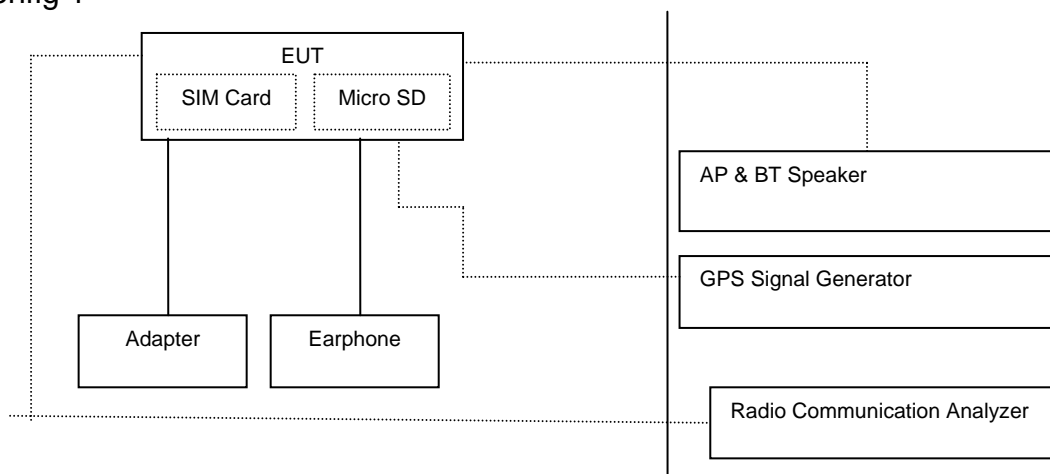 EUT
SIM Card
Micro SD
AP & BT Speaker
GPS Signal Generator
Adapter
Earphone
Radio Communication Analyzer